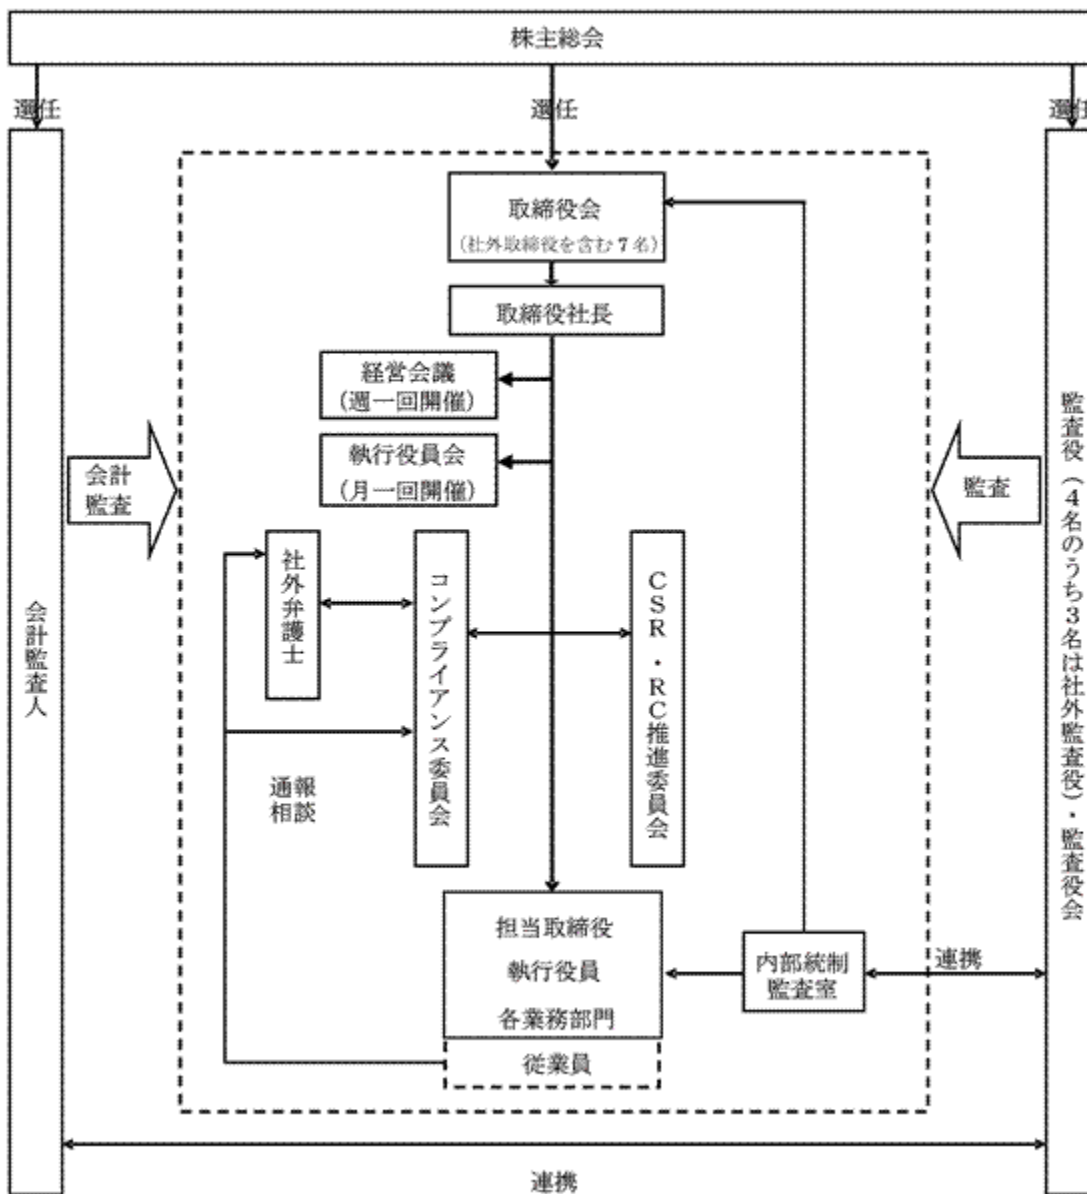 株主総会
選任
選任
選任
取締役会
(社外取締役を含む7名)
取締役社長
経営会議
(週一回開催)
執行役員会
(月一回開催)
会計
監査
監査
社外弁護士
コンプライアンス委員会
CSR・RC推進委員会
会計監査人
監査役(4名のうち3名は社外監査役)・監査役会
通報
相談
担当取締役
執行役員
各業務部門
従業員
内部統制
監査室
連携
連携